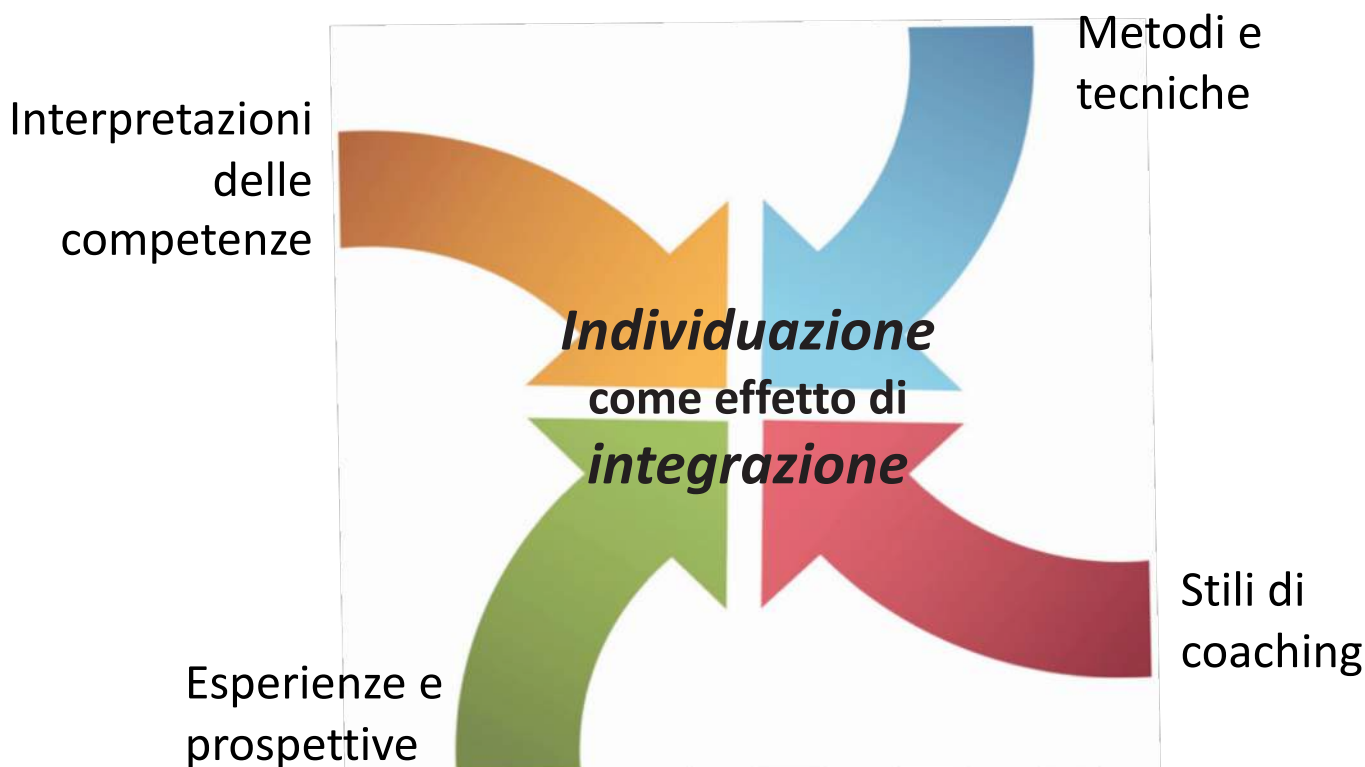 Metodi e
tecniche
Interpretazioni
delle
competenze
Individuazione
come effetto di
integrazione
Stili di
coaching
Esperienze e
prospettive